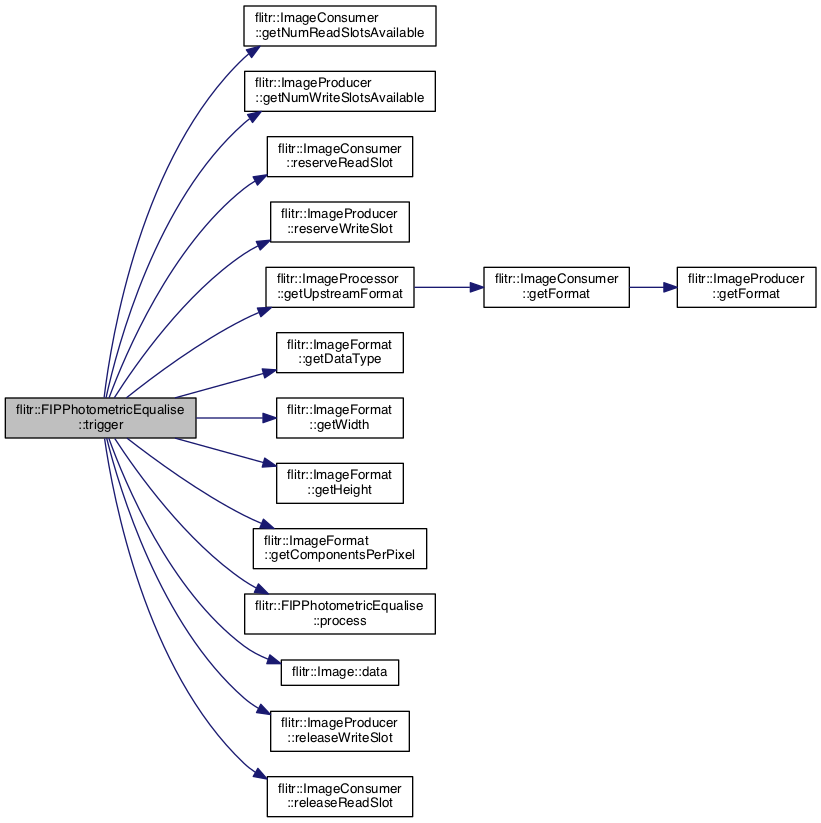 flitr::ImageConsumer
::getNumReadSlotsAvailable
flitr::ImageProducer
::getNumWriteSlotsAvailable
flitr::ImageConsumer
::reserveReadSlot
flitr::ImageProducer
::reserveWriteSlot
flitr::ImageProcessor
::getUpstreamFormat
flitr::ImageConsumer
::getFormat
flitr::ImageProducer
::getFormat
flitr::ImageFormat
::getDataType
flitr::FIPPhotometricEqualise
::trigger
flitr::ImageFormat
::getWidth
flitr::ImageFormat
::getHeight
flitr::ImageFormat
::getComponentsPerPixel
flitr::FIPPhotometricEqualise
::process
flitr::Image::data
flitr::ImageProducer
::releaseWriteSlot
flitr::ImageConsumer
::releaseReadSlot